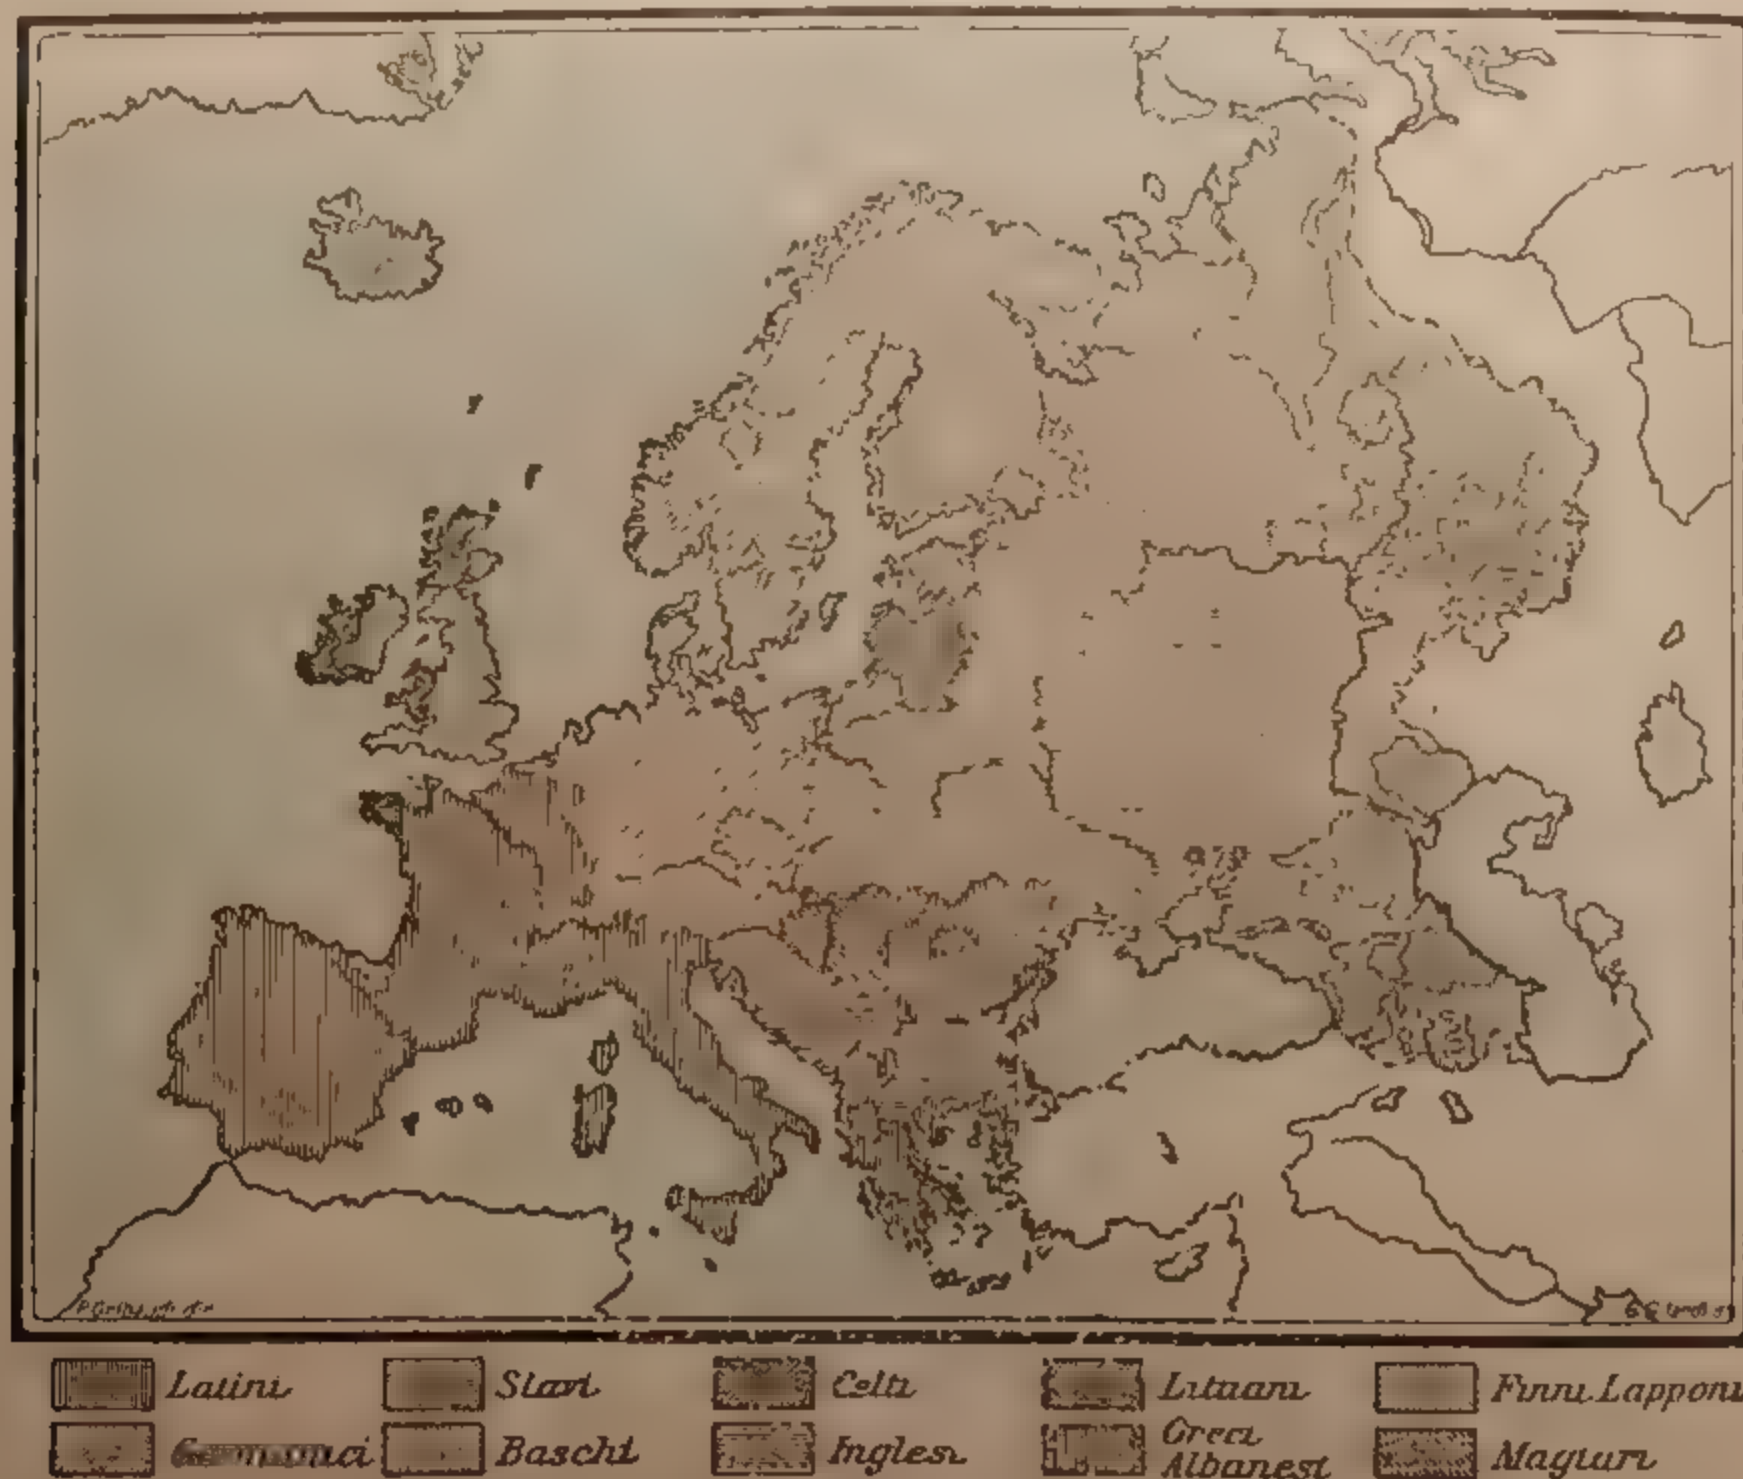 Latini
Slavi
Celti
Lituani
Finni Lapponi
Baschi
Inglesi
Greci
Albanesi
Magiari